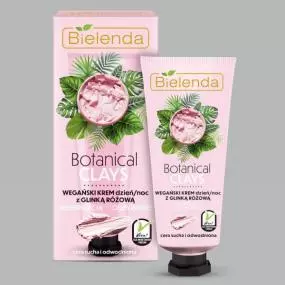 Bielenda
Botanical
CLAYS
WEGAŃSKI KREM dzień/noc
Z GLINKĄ RÓŻOWĄ
cera sucha i odwodniona
Bielenda
Botanical
CLAYS
WEGAŃSKI KREM dzień/noc
Z GLINKĄ RÓŻOWĄ
cera sucha i odwodniona